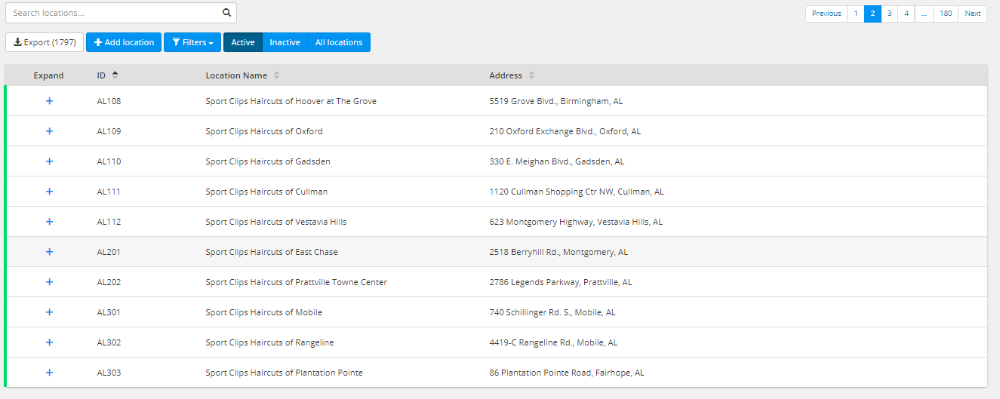 Search locations...
Previous 1 2 3 4 ... 180 Next
Export (1797) Add location Filters Active Inactive All locations
Expand ID Location Name Address
AL108 Sport Clips Haircuts of Hoover at The Grove 5519 Grove Blvd., Birmingham, AL
AL109 Sport Clips Haircuts of Oxford 210 Oxford Exchange Blvd., Oxford, AL
AL110 Sport Clips Haircuts of Gadsden 330 E. Meighan Blvd., Gadsden, AL
AL111 Sport Clips Haircuts of Cullman 1120 Cullman Shopping Ctr NW, Cullman, AL
AL112 Sport Clips Haircuts of Vestavia Hills 623 Montgomery Highway, Vestavia Hills, AL
AL201 Sport Clips Haircuts of East Chase 2518 Berryhill Rd., Montgomery, AL
AL202 Sport Clips Haircuts of Prattville Towne Center 2786 Legends Parkway, Prattville, AL
AL301 Sport Clips Haircuts of Mobile 740 Schillinger Rd. S., Mobile, AL
AL302 Sport Clips Haircuts of Rangeline 4419-C Rangeline Rd., Mobile, AL
AL303 Sport Clips Haircuts of Plantation Pointe 86 Plantation Pointe Road, Fairhope, AL